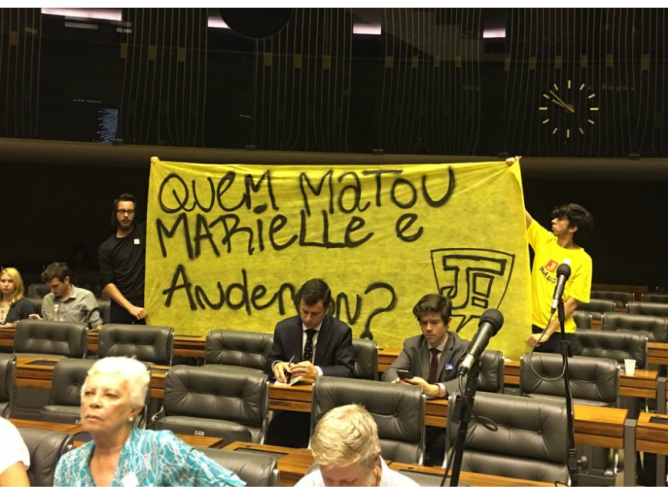 QUEM MATOU
MARIELLE e
Anderson?
J!